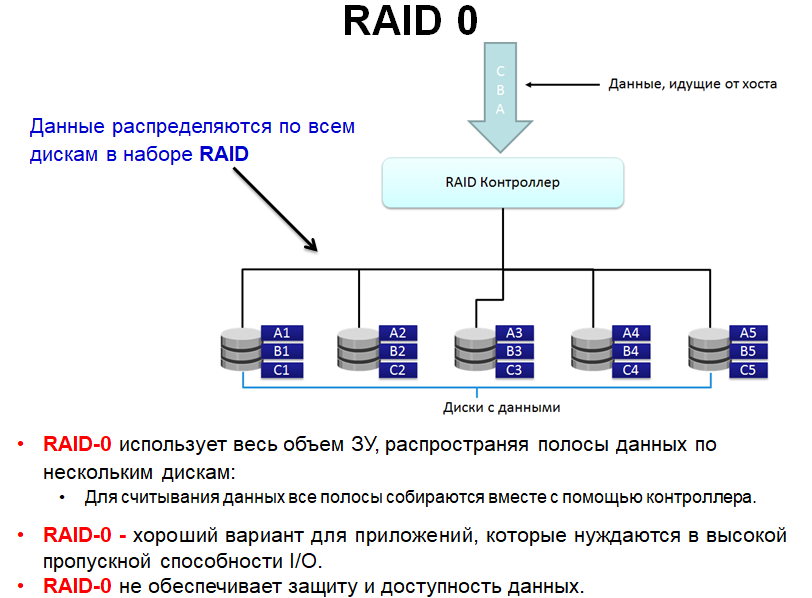 RAID 0
C
B
A
Данные, идущие от хоста
Данные распределяются по всем
дискам в наборе RAID
RAID Контроллер
A1 A2 A3 A4 A5
B1 B2 B3 B4 B5
C1 C2 C3 C4 C5
Диски с данными
• RAID-0 использует весь объем ЗУ, распространяя полосы данных по
нескольким дискам:
• Для считывания данных все полосы собираются вместе с помощью контроллера.
• RAID-0 - хороший вариант для приложений, которые нуждаются в высокой
пропускной способности I/O.
• RAID-0 не обеспечивает защиту и доступность данных.